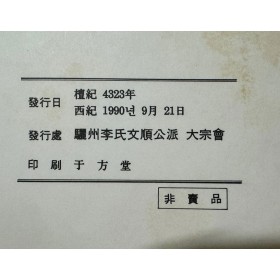 檀紀 4323年
發行日
西紀 1990년 9月 21日
發行處 驪州李氏文順公派 大宗會
印刷 于方堂
非賣品